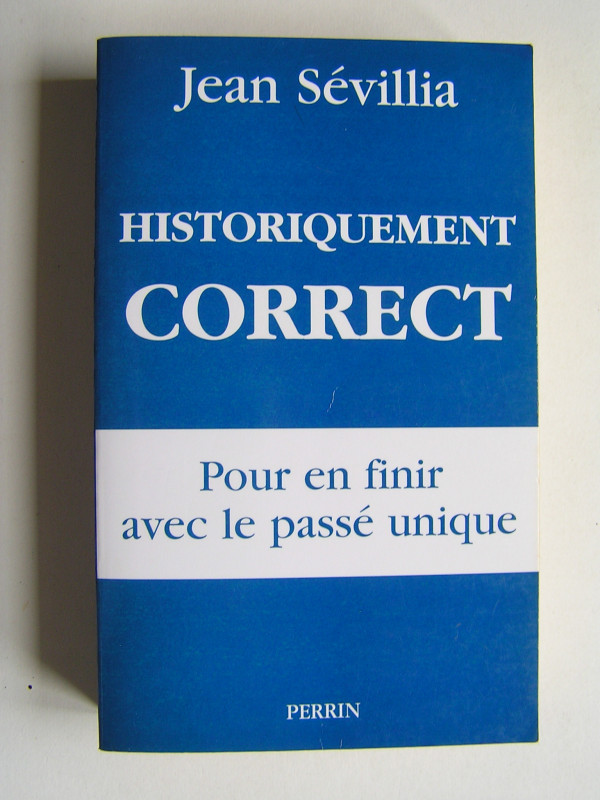 Jean Sévillia
HISTORIQUEMENT
CORRECT
Pour en finir
avec le passé unique
PERRIN